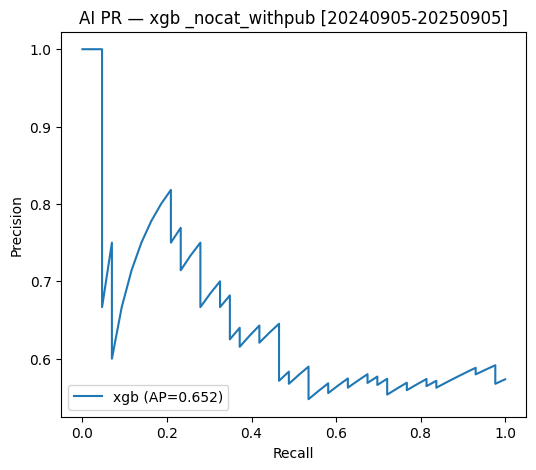 AI PR — xgb _nocat_withpub [20240905-20250905]
1.0
0.9
0.8
0.7
0.6
Precision
xgb (AP=0.652)
0.0 0.2 0.4 0.6 0.8 1.0
Recall